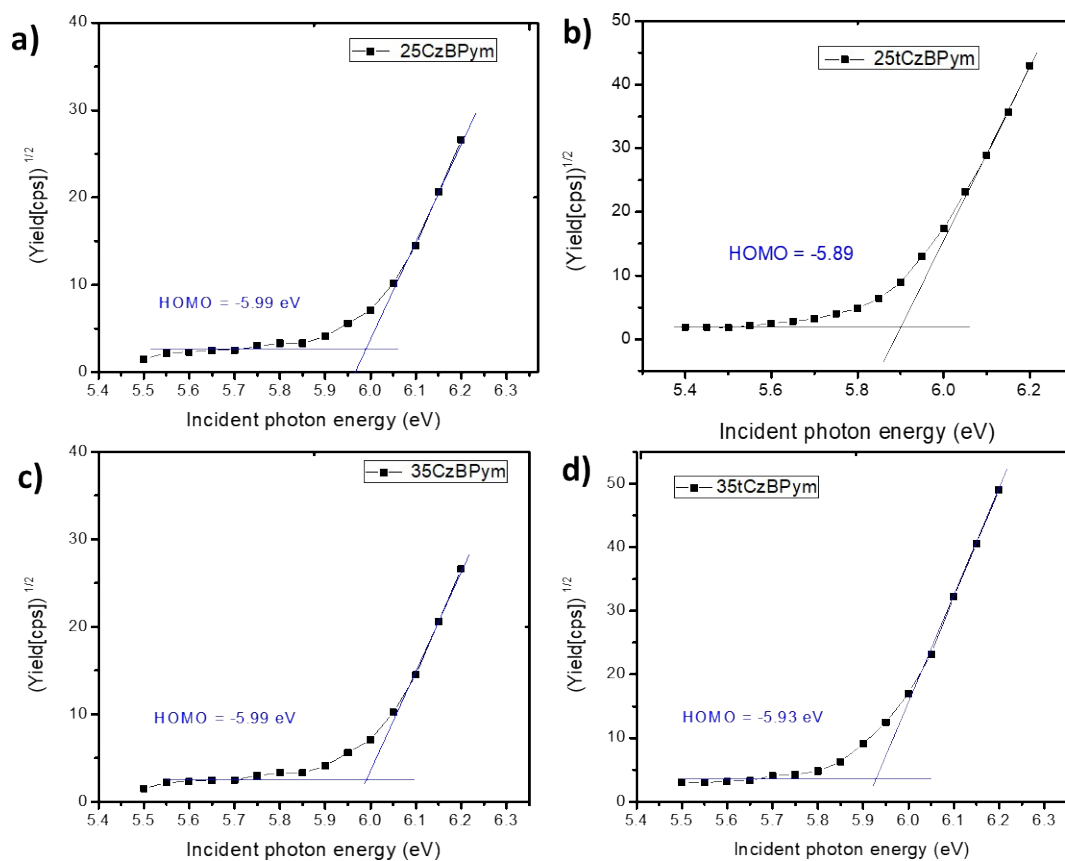 a)
25CzBPym
(Yield[cps]) 1/2
40
30
20
10
0
HOMO = -5.99 eV
5.4 5.5 5.6 5.7 5.8 5.9 6.0 6.1 6.2 6.3
Incident photon energy (eV)
b)
25tCzBPym
(Yield[cps])1/2
50
40
30
20
10
0
HOMO = -5.89
5.4 5.6 5.8 6.0 6.2
Incident photon energy (eV)
c)
35CzBPym
(Yield[cps]) 1/2
40
30
20
10
0
HOMO = -5.99 eV
5.4 5.5 5.6 5.7 5.8 5.9 6.0 6.1 6.2 6.3
Incident photon energy (eV)
d)
35tCzBPym
(Yield[cps]) 1/2
50
40
30
20
10
0
HOMO = -5.93 eV
5.4 5.5 5.6 5.7 5.8 5.9 6.0 6.1 6.2 6.3
Incident photon energy (eV)